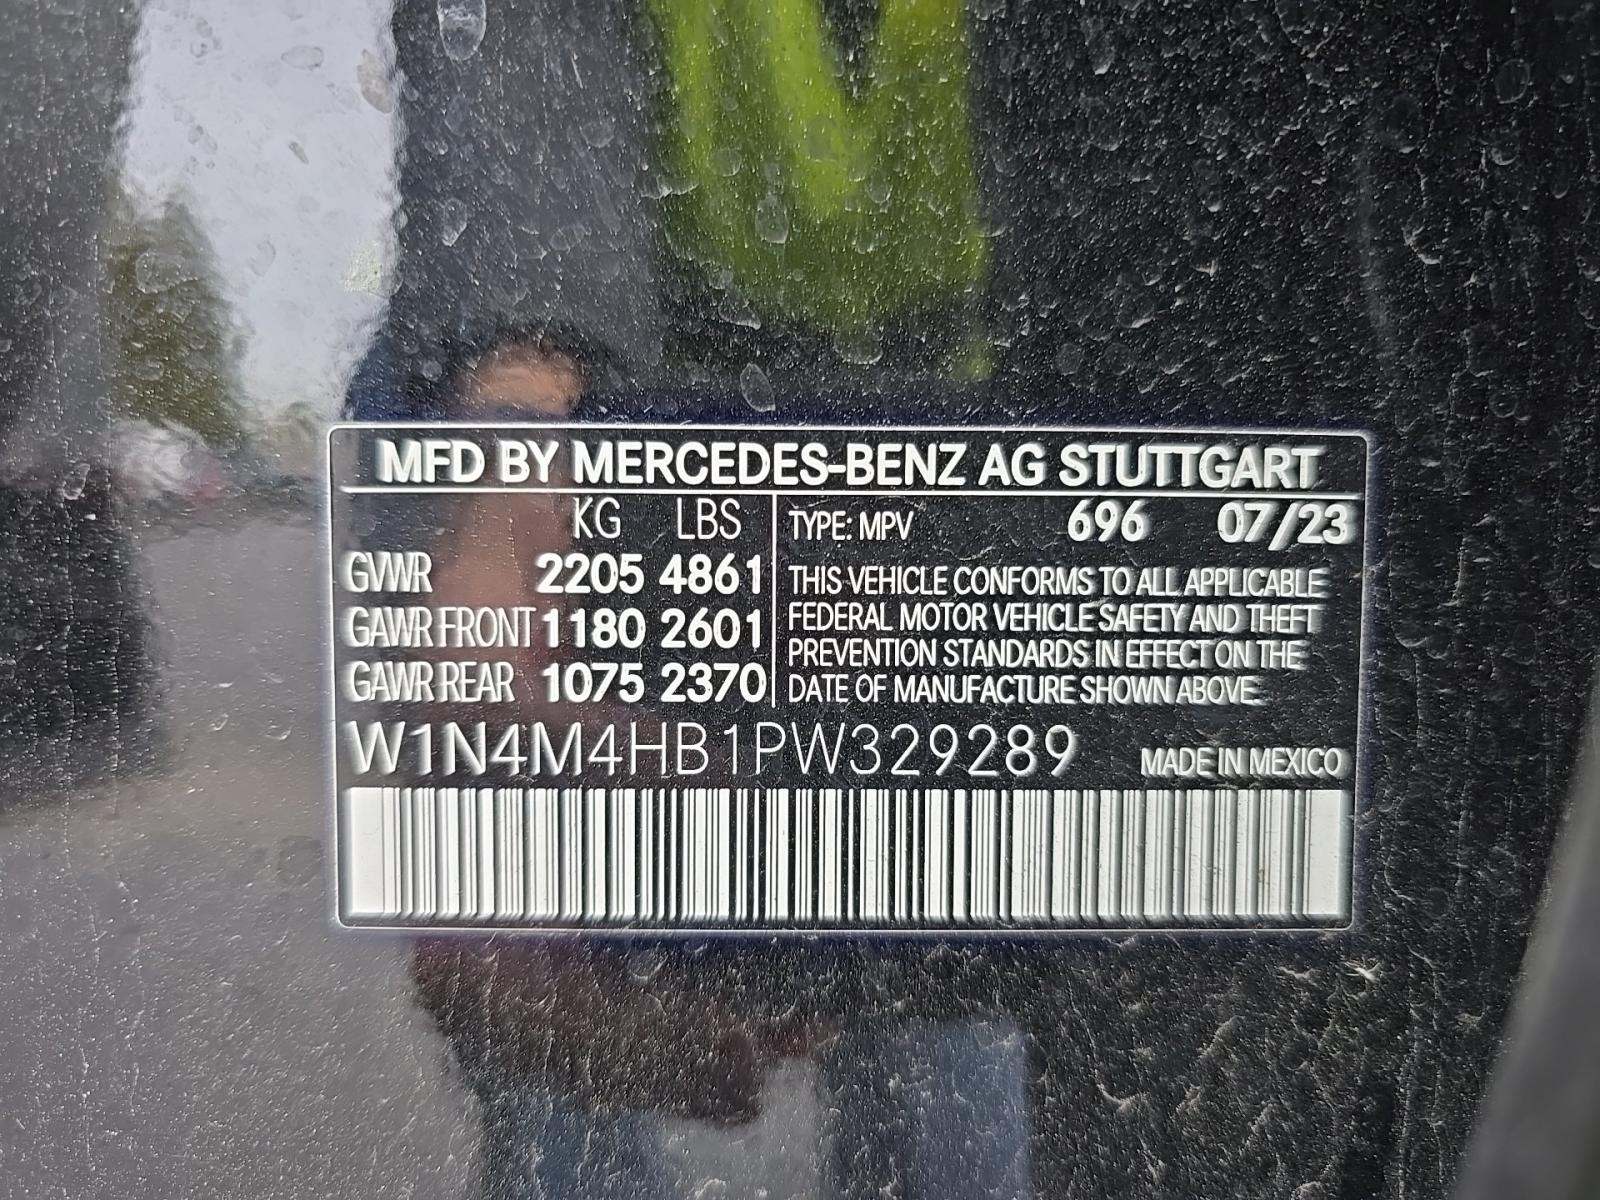 MFD BY MERCEDES-BENZ AG STUTTGART
KG LBS
GVWR 2205 4861
GAWR FRONT 1180 2601
GAWR REAR 1075 2370
TYPE: MPV 696 07/23
THIS VEHICLE CONFORMS TO ALL APPLICABLE
FEDERAL MOTOR VEHICLE SAFETY AND THEFT
PREVENTION STANDARDS IN EFFECT ON THE
DATE OF MANUFACTURE SHOWN ABOVE.
W1N4M4HB1PW329289 MADE IN MEXICO